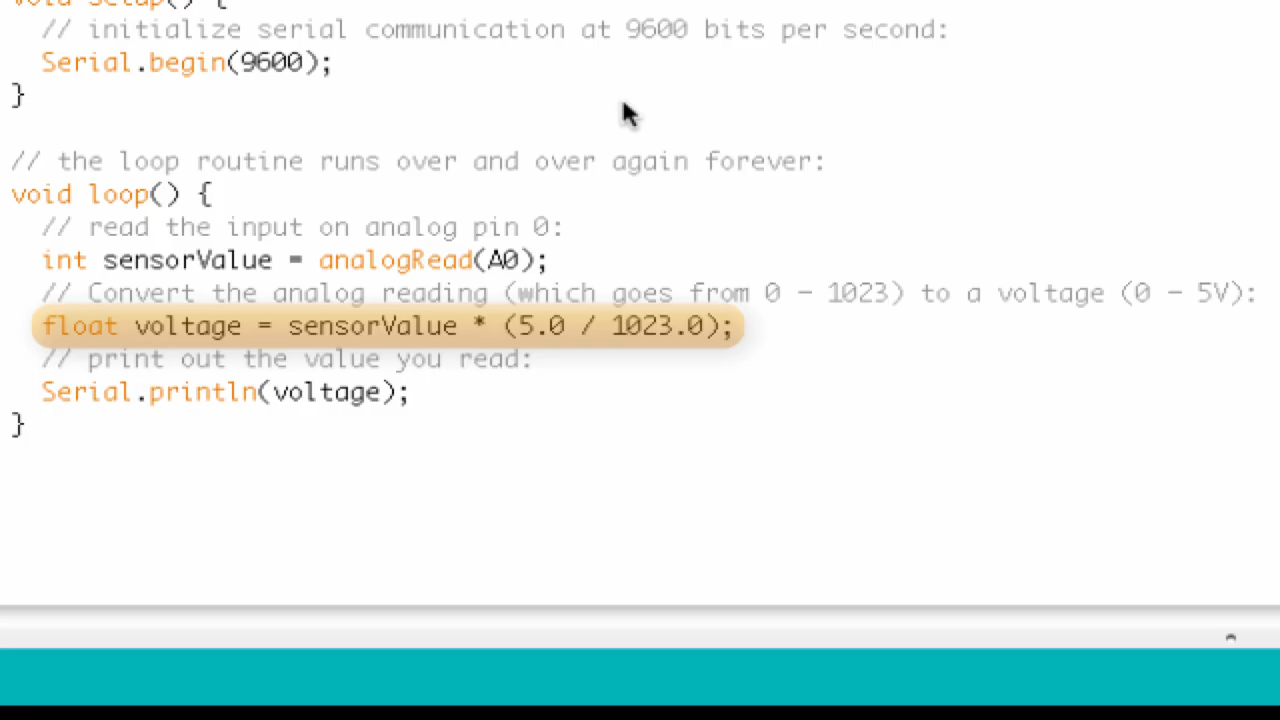 void setup() {
// initialize serial communication at 9600 bits per second:
Serial.begin(9600);
}
// the loop routine runs over and over again forever:
void loop() {
// read the input on analog pin 0:
int sensorValue = analogRead(A0);
// Convert the analog reading (which goes from 0 - 1023) to a voltage (0 - 5V):
float voltage = sensorValue * (5.0 / 1023.0);
// print out the value you read:
Serial.println(voltage);
}